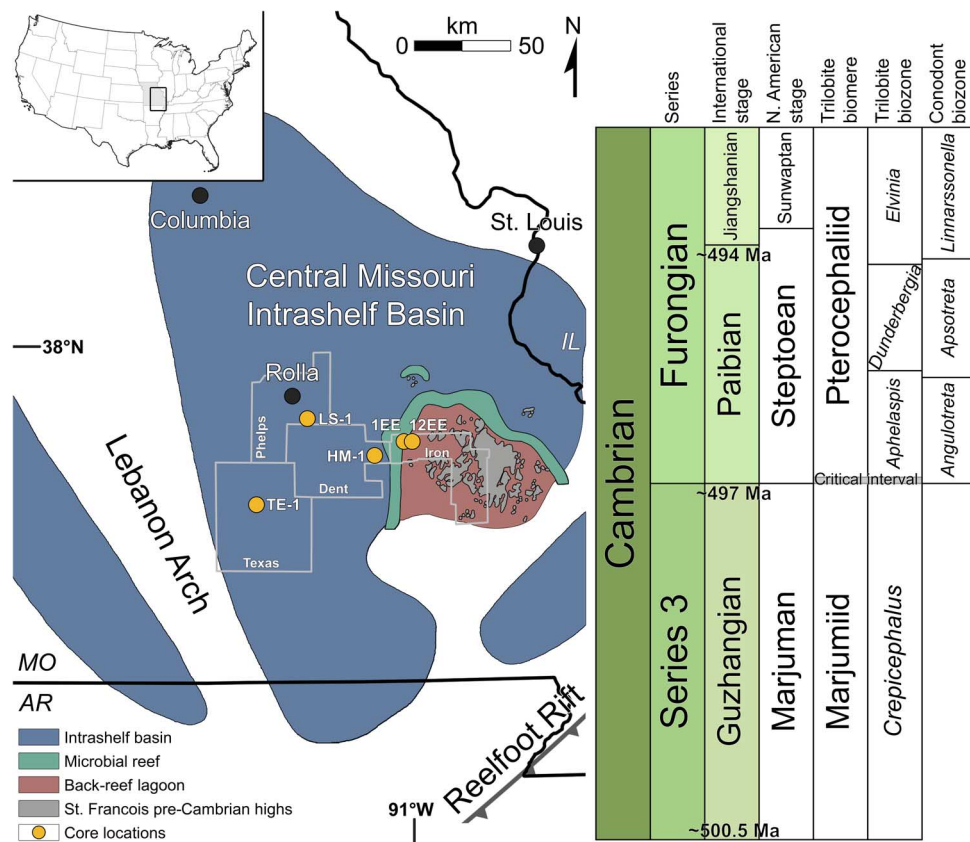 km
0
50
N
Columbia
St. Louis
Central Missouri
Intrashelf Basin
IL
38°N
Rolla
LS-1
1EE
12EE
Phelps
HM-1
Iron
Dent
TE-1
Texas
Lebanon Arch
MO
AR
Reelfoot Rift
91°W
Intrashelf basin
Microbial reef
Back-reef lagoon
St. Francois pre-Cambrian highs
Core locations
Series
International
stage
N. American
stage
Trilobite
biomere
Trilobite
biozone
Conodont
biozone
Cambrian
Furongian
Series 3
Jiangshanian
~494 Ma
Paibian
~497 Ma
Guzhangian
~500.5 Ma
Sunwaptan
Steptoean
Marjuman
Pterocephaliid
Marjumiid
Elvinia
Dunderbergia
Aphelaspis
Critical interval
Crepicephalus
Linnarssonella
Apsotreta
Angulotreta